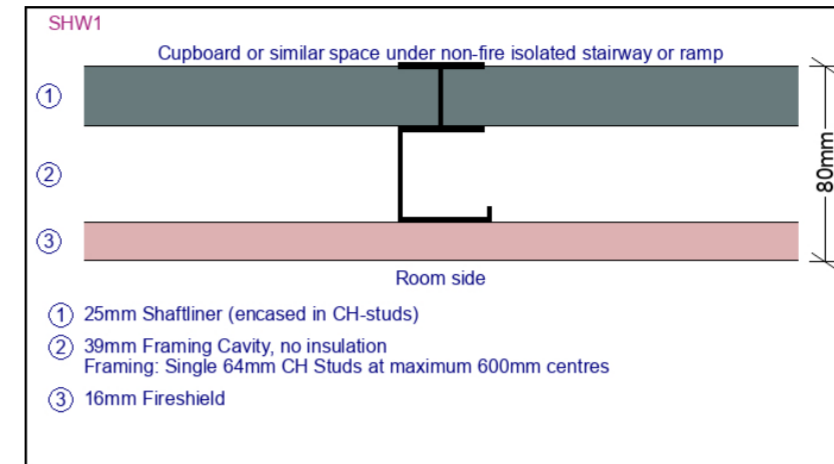 SHW1
Cupboard or similar space under non-fire isolated stairway or ramp
1
2
3
80mm
Room side
1 25mm Shaftliner (encased in CH-studs)
2 39mm Framing Cavity, no insulation
Framing: Single 64mm CH Studs at maximum 600mm centres
3 16mm Fireshield